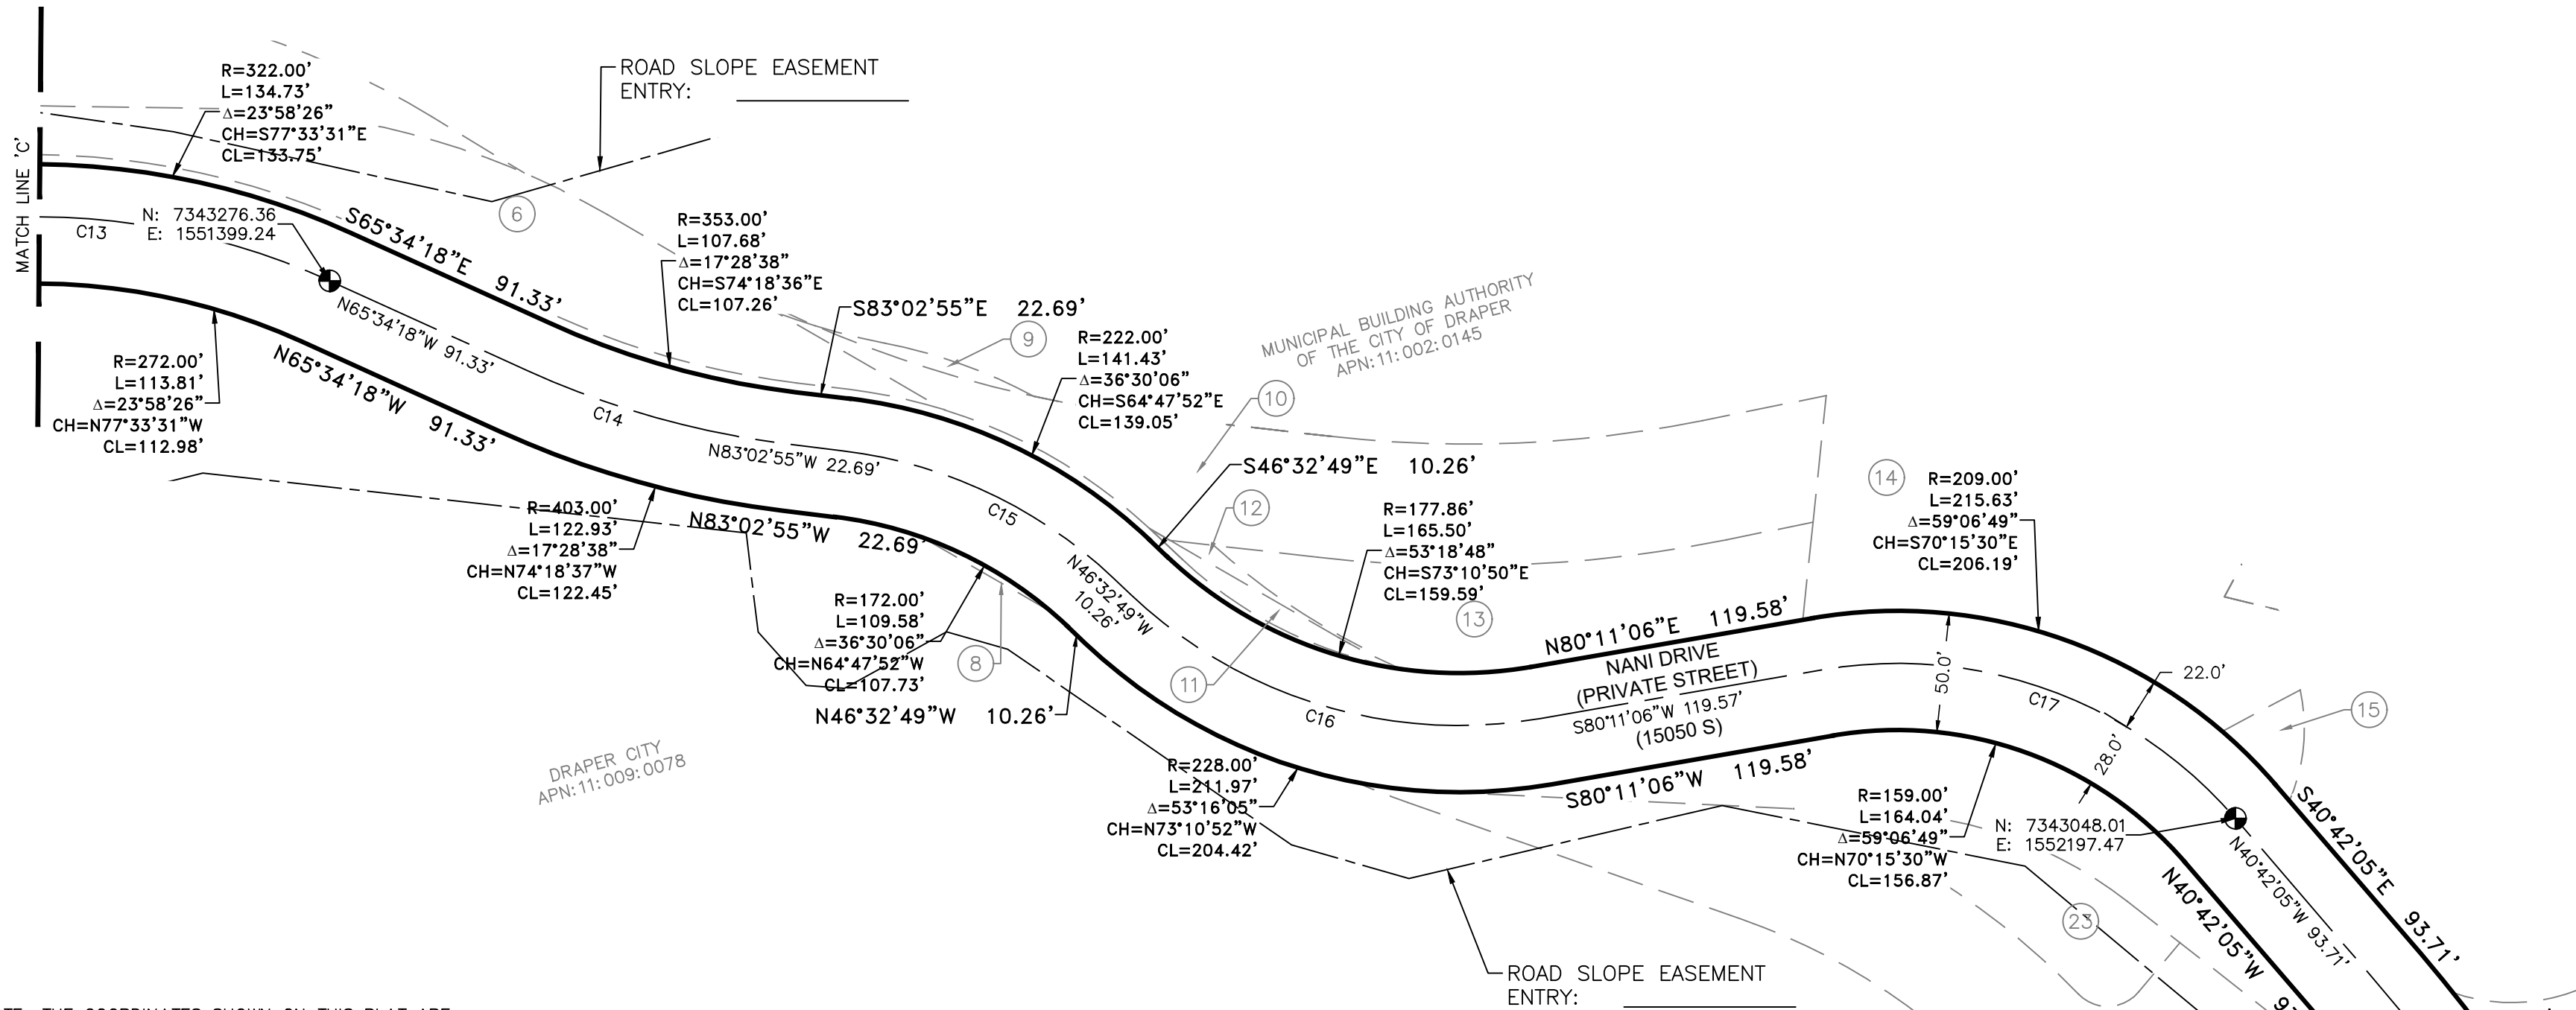 MATCH LINE 'C'
R=322.00'
L=134.73'
Δ=23°58'26"
CH=S77°33'31"E
CL=133.75'
ROAD SLOPE EASEMENT
ENTRY:
C13
N: 7343276.36
E: 1551399.24
S65°34'18"E 91.33'
6
N65°34'18"W 91.33'
R=272.00'
L=113.81'
Δ=23°58'26"
CH=N77°33'31"W
CL=112.98'
N65°34'18"W 91.33'
R=353.00'
L=107.68'
Δ=17°28'38"
CH=S74°18'36"E
CL=107.26'
S83°02'55"E 22.69'
9
C14
N83°02'55"W 22.69'
R=222.00'
L=141.43'
Δ=36°30'06"
CH=S64°47'52"E
CL=139.05'
MUNICIPAL BUILDING AUTHORITY
OF THE CITY OF DRAPER
APN:11:002:0145
10
S46°32'49"E 10.26'
R=403.00'
L=122.93'
Δ=17°28'38"
CH=N74°18'37"W
CL=122.45'
N83°02'55"W 22.69'
C15
12
N46°32'49"W
10.26'
R=177.86'
L=165.50'
Δ=53°18'48"
CH=S73°10'50"E
CL=159.59'
13
14
R=209.00'
L=215.63'
Δ=59°06'49"
CH=S70°15'30"E
CL=206.19'
R=172.00'
L=109.58'
Δ=36°30'06"
CH=N64°47'52"W
CL=107.73'
8
N46°32'49"W 10.26'
11
C16
N80°11'06"E 119.58'
NANI DRIVE
(PRIVATE STREET)
S80°11'06"W 119.57'
(15050 S)
50.0'
C17
22.0'
28.0'
15
DRAPER CITY
APN:11:009:0078
R=228.00'
L=211.97'
Δ=53°16'05"
CH=N73°10'52"W
CL=204.42'
S80°11'06"W 119.58'
R=159.00'
L=164.04'
Δ=59°06'49"
CH=N70°15'30"W
CL=156.87'
N: 7343048.01
E: 1552197.47
S40°42'05"E 93.71'
N40°42'05"W 93.71'
N40°42'05"W
23
ROAD SLOPE EASEMENT
ENTRY:
THE COORDINATES SHOWN ON THIS PLAT ARE